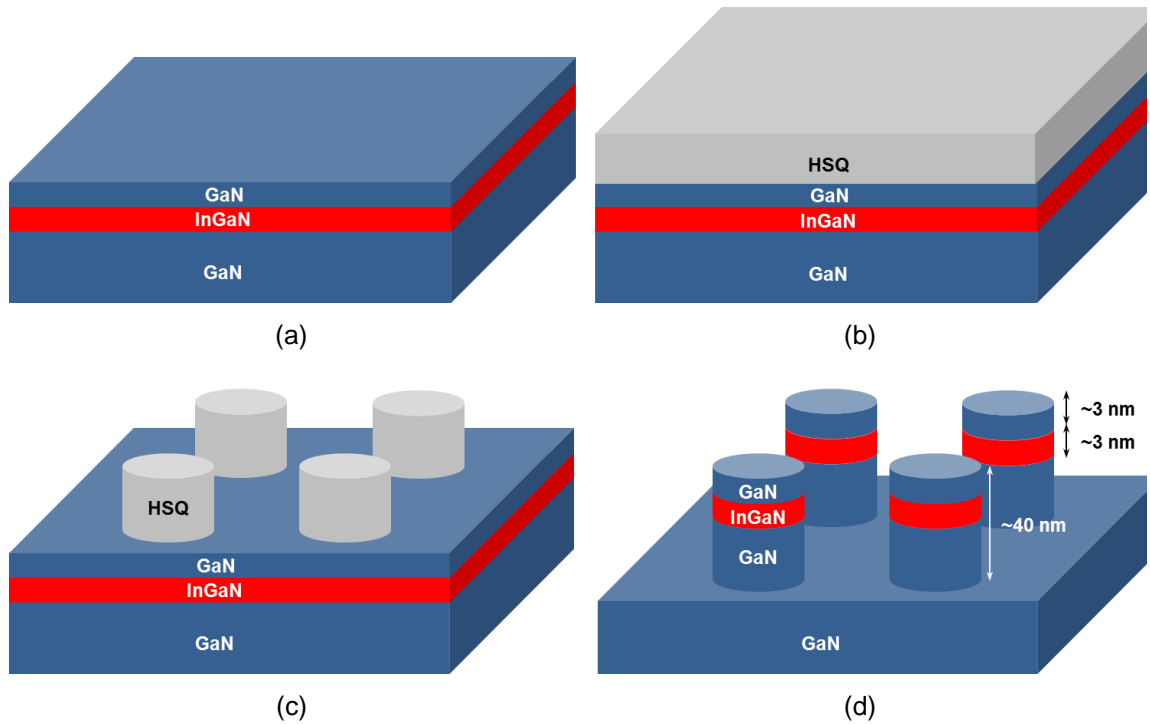 GaN
InGaN
GaN
(a)
HSQ
GaN
InGaN
GaN
(b)
HSQ
GaN
InGaN
GaN
(c)
~3 nm
~3 nm
GaN
InGaN
~40 nm
GaN
GaN
(d)